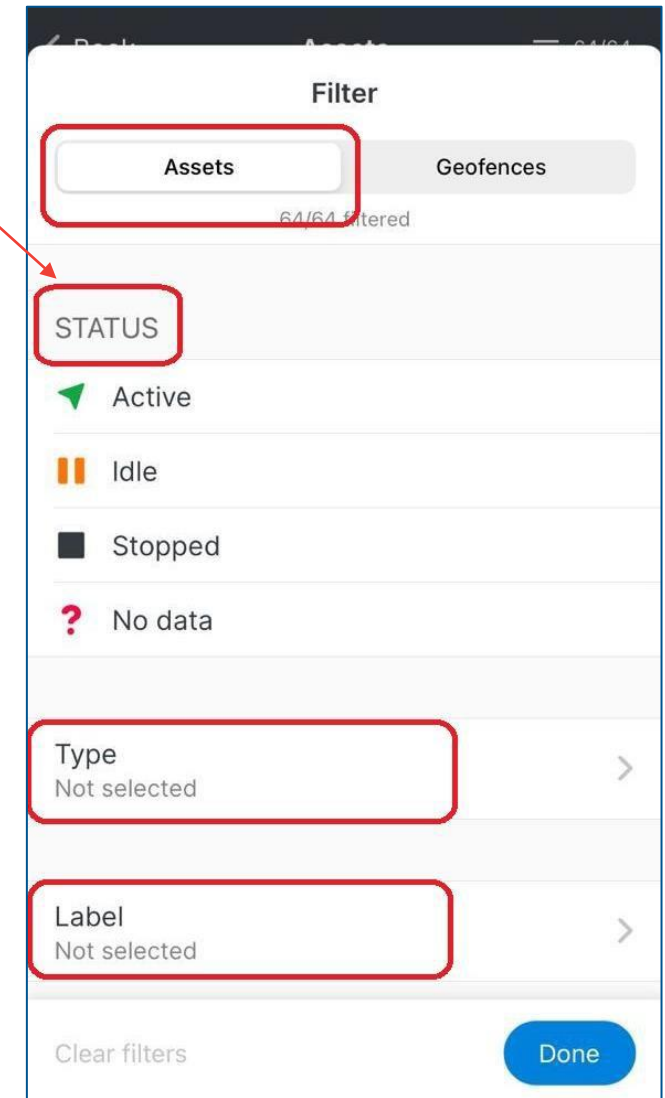 Filter
Assets Geofences
64/64 filtered
STATUS
Active
Idle
Stopped
? No data
Type
Not selected
Label
Not selected
Clear filters Done